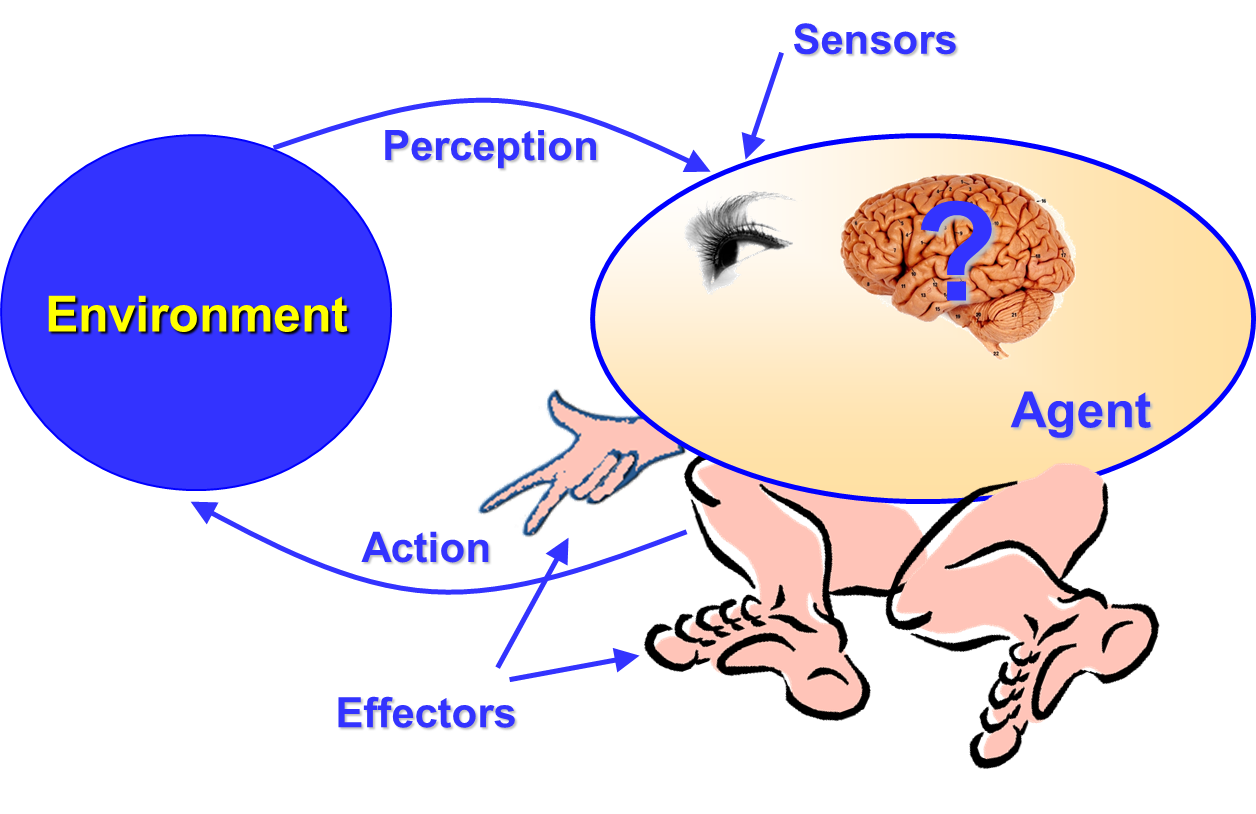 Sensors
Perception
Environment
?
Agent
Action
Effectors